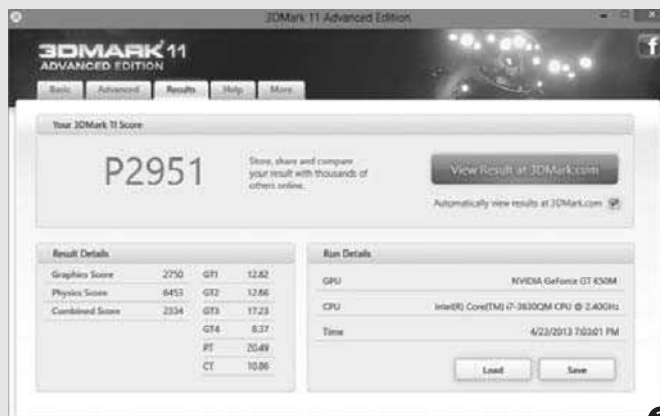 3DMark 11 Advanced Edition
3DMARK 11
ADVANCED EDITION
Basic Advanced Results Help More
Your 3DMark 11 Score
P2951
Store, share and compare
your result with thousands of
others online.
View Result at 3DMark.com
Automatically view results at 3DMark.com
Result Details
Graphics Score 2750 GT1 12.82
Physics Score 6453 GT2 12.66
Combined Score 2334 GT3 17.23
GT4 8.37
PT 20.49
CT 10.86
Run Details
GPU NVIDIA GeForce GT 650M
CPU Intel(R) Core(TM) i7-3630QM CPU @ 2.40GHz
Time 4/23/2013 7:03:01 PM
Load Save